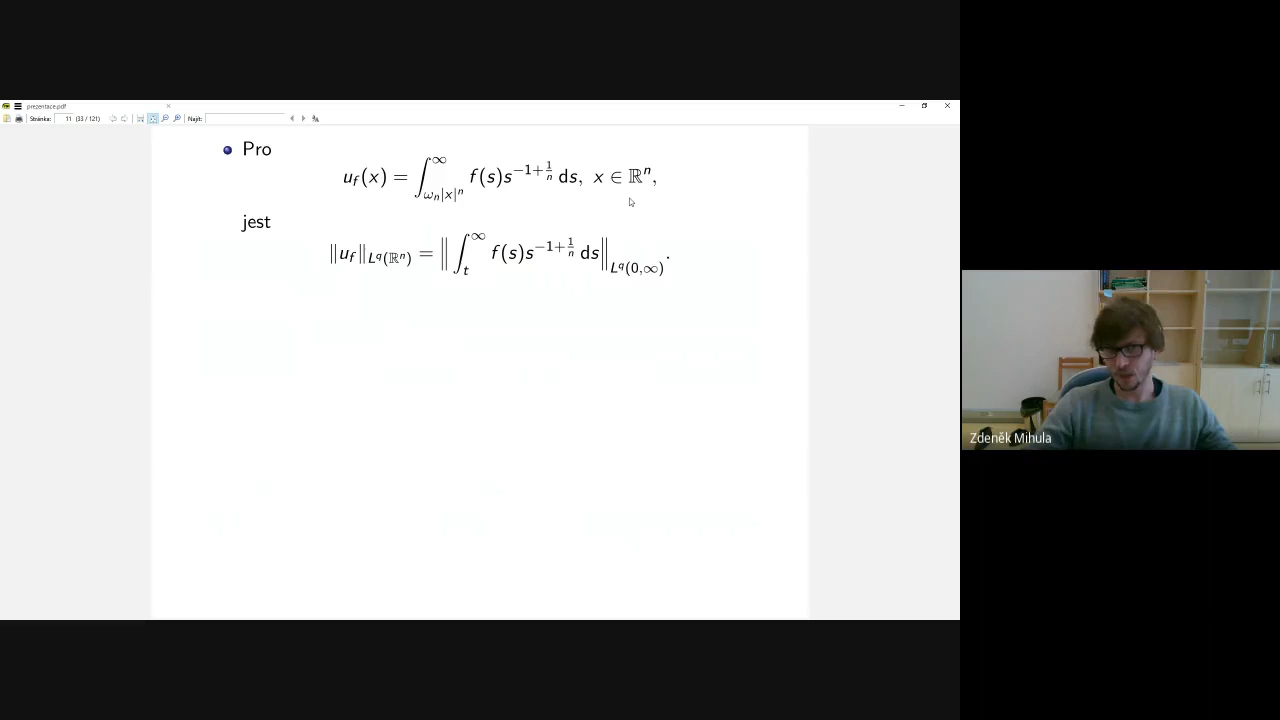 prezentace.pdf
Stránka: 11 (33 / 121) Najít:
Pro
u_f(x) = ∫_{ω_n|x|^n}^∞ f(s)s^{-1+1/n} ds, x ∈ ℝ^n,
jest
‖u_f‖_{L^q(ℝ^n)} = ‖∫_t^∞ f(s)s^{-1+1/n} ds‖_{L^q(0,∞)}.
Zdeněk Mihula